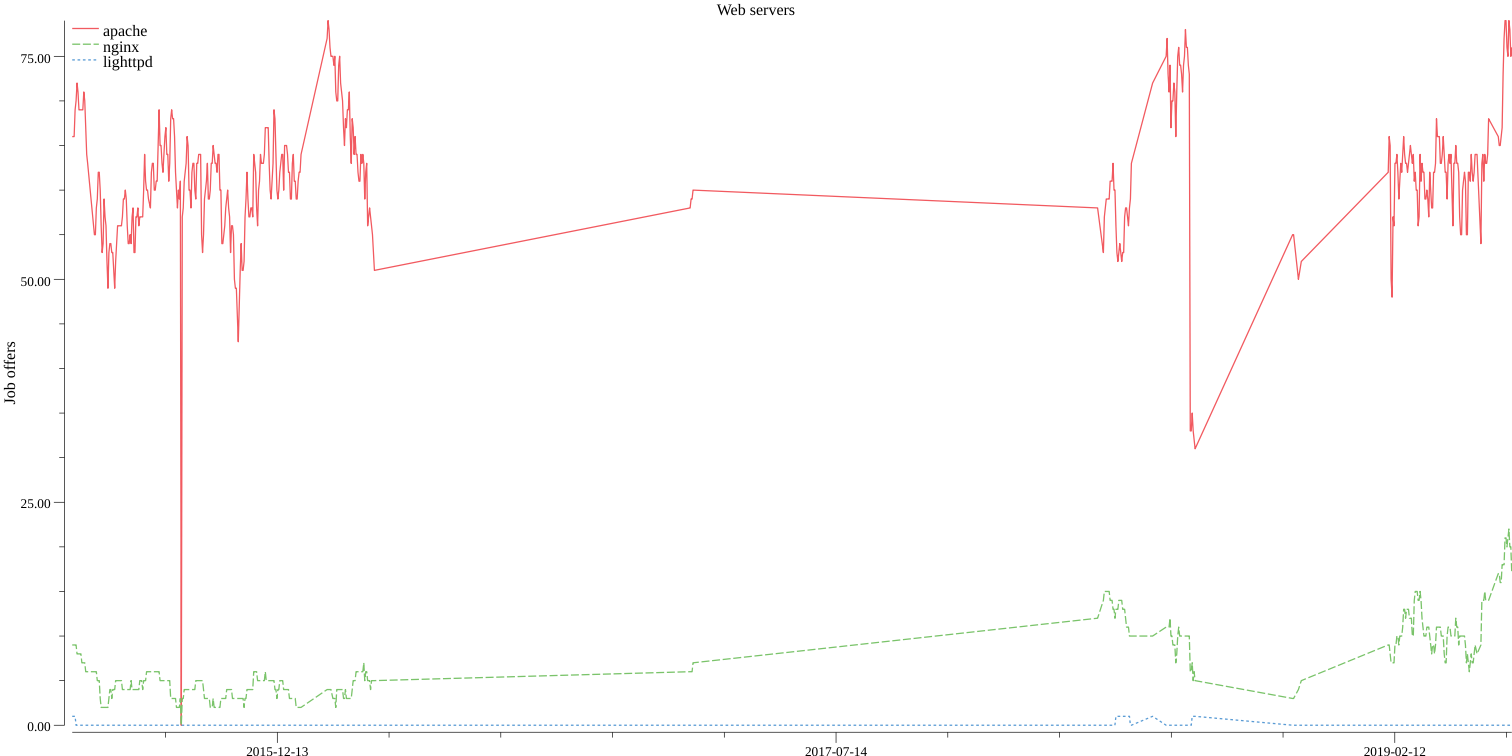 Web servers
apache
nginx
lighttpd
75.00
50.00
25.00
0.00
Job offers
2015-12-13
2017-07-14
2019-02-12